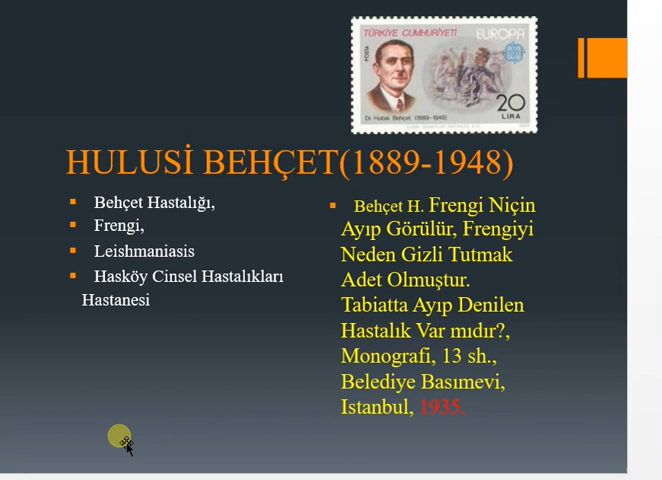 TÜRKİYE CUMHURİYETİ
EUROPA
POSTA
20
LİRA
Dr. Hulusi Behçet (1889-1948)
HULUSİ BEHÇET(1889-1948)
Behçet Hastalığı,
Frengi,
Leishmaniasis
Hasköy Cinsel Hastalıkları
Hastanesi
Behçet H. Frengi Niçin
Ayıp Görülür, Frengiyi
Neden Gizli Tutmak
Adet Olmuştur.
Tabiatta Ayıp Denilen
Hastalık Var mıdır?,
Monografi, 13 sh.,
Belediye Basımevi,
Istanbul, 1935.